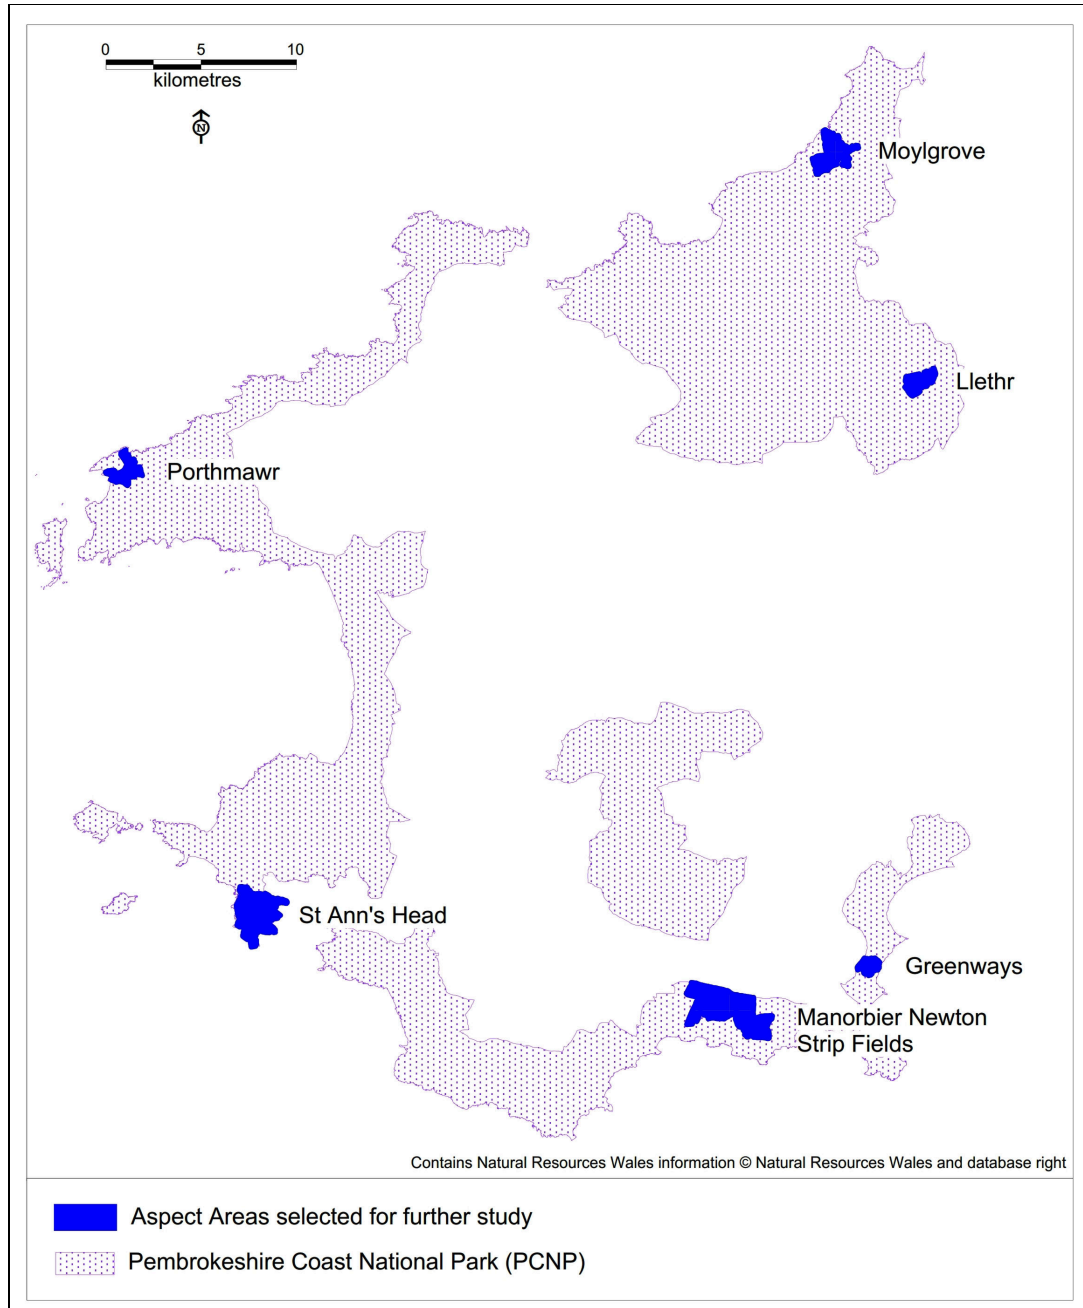 0 5 10
kilometres
N
Moylgrove
Llethr
Porthmawr
St Ann's Head
Greenways
Manorbier Newton
Strip Fields
Contains Natural Resources Wales information © Natural Resources Wales and database right
Aspect Areas selected for further study
Pembrokeshire Coast National Park (PCNP)